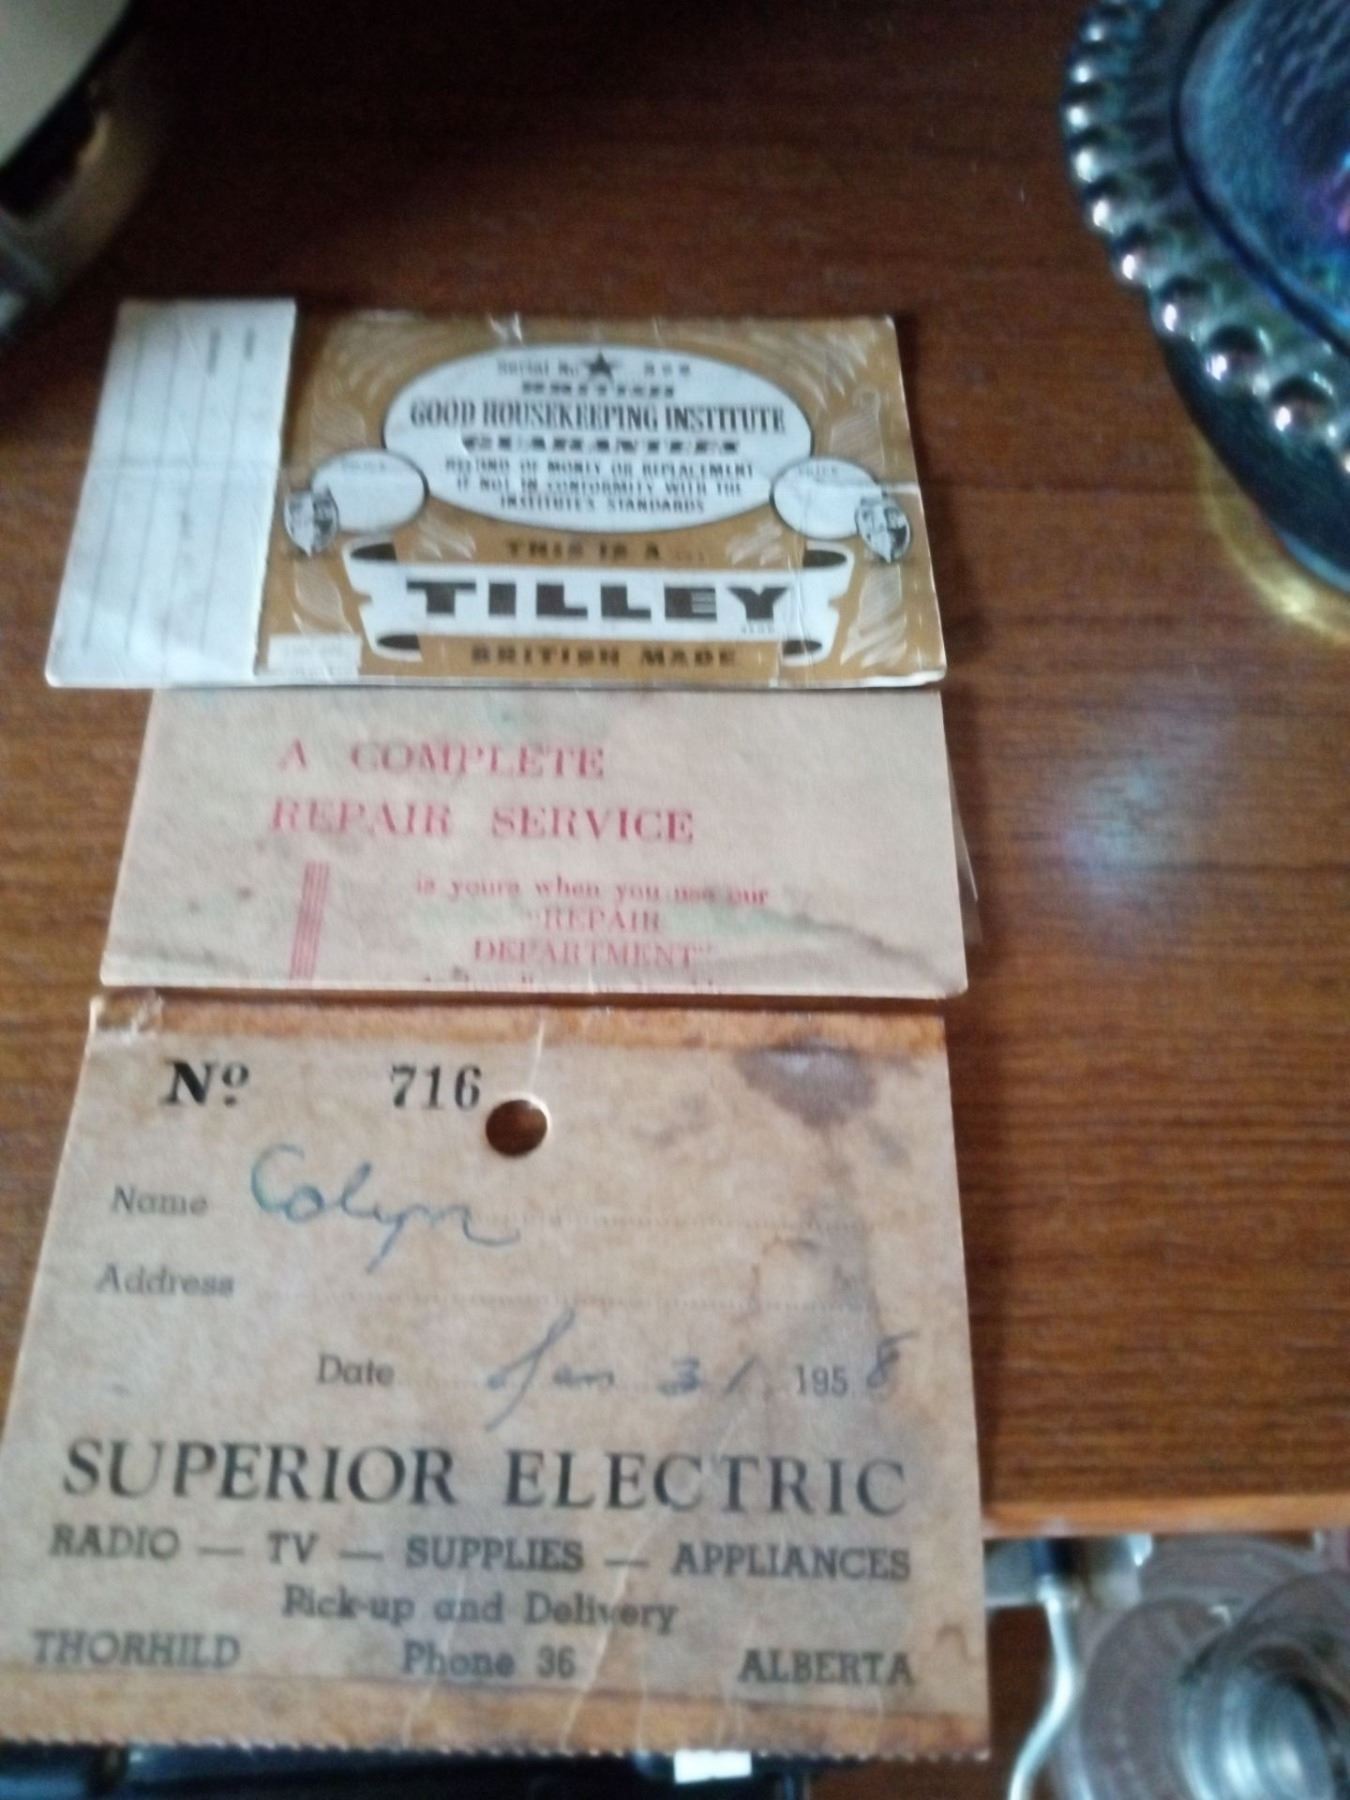 BRITISH
GOOD HOUSEKEEPING INSTITUTE
GUARANTEES
REFUND OF MONEY OR REPLACEMENT
IF NOT IN CONFORMITY WITH THE
INSTITUTE'S STANDARDS
THIS IS A
TILLEY
BRITISH MADE
A COMPLETE
REPAIR SERVICE
is yours when you use our
"REPAIR
DEPARTMENT"
Nº 716
Name Colyn
Address
Date Jan 31 1958
SUPERIOR ELECTRIC
RADIO — TV — SUPPLIES — APPLIANCES
Pick-up and Delivery
THORHILD Phone 36 ALBERTA